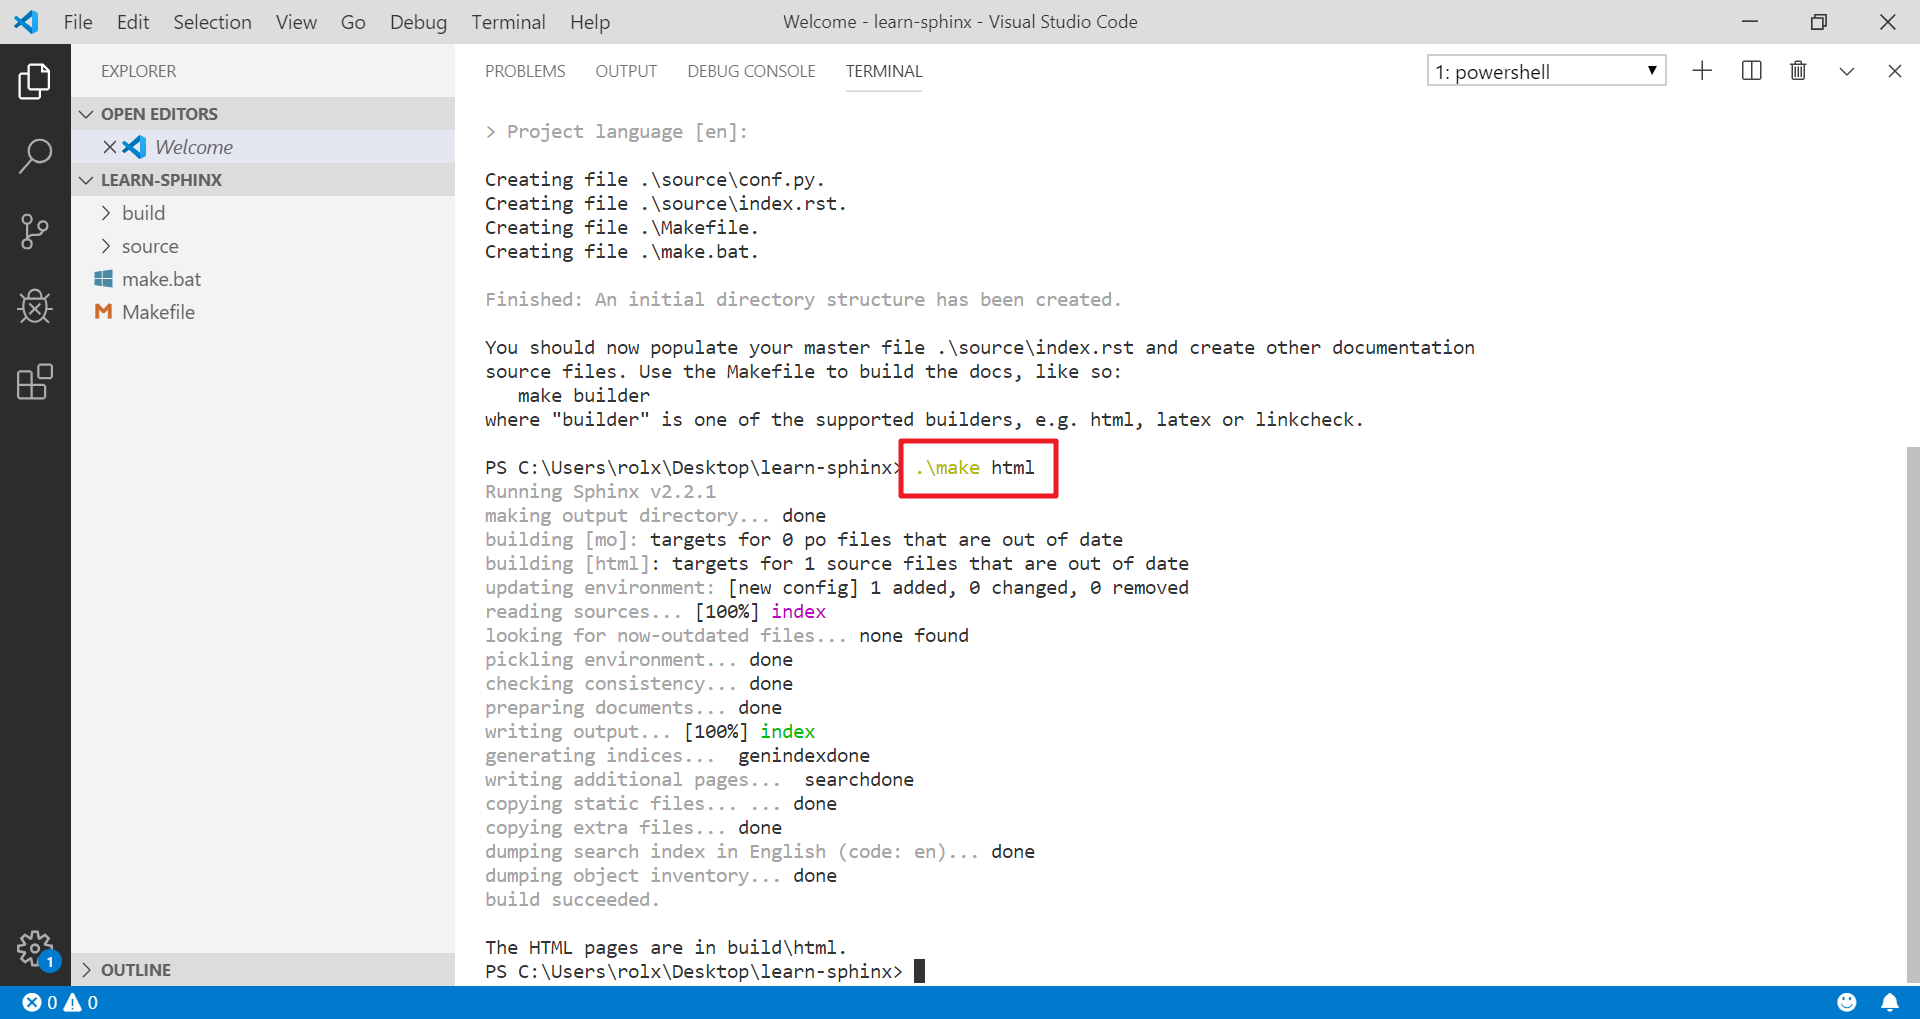 File Edit Selection View Go Debug Terminal Help
Welcome - learn-sphinx - Visual Studio Code
EXPLORER
OPEN EDITORS
Welcome
LEARN-SPHINX
build
source
make.bat
M Makefile
OUTLINE
1
PROBLEMS OUTPUT DEBUG CONSOLE TERMINAL
1: powershell
> Project language [en]:
Creating file .\source\conf.py.
Creating file .\source\index.rst.
Creating file .\Makefile.
Creating file .\make.bat.
Finished: An initial directory structure has been created.
You should now populate your master file .\source\index.rst and create other documentation
source files. Use the Makefile to build the docs, like so:
make builder
where "builder" is one of the supported builders, e.g. html, latex or linkcheck.
PS C:\Users\rolx\Desktop\learn-sphinx> .\make html
Running Sphinx v2.2.1
making output directory... done
building [mo]: targets for 0 po files that are out of date
building [html]: targets for 1 source files that are out of date
updating environment: [new config] 1 added, 0 changed, 0 removed
reading sources... [100%] index
looking for now-outdated files... none found
pickling environment... done
checking consistency... done
preparing documents... done
writing output... [100%] index
generating indices...  genindexdone
writing additional pages...  searchdone
copying static files... ... done
copying extra files... done
dumping search index in English (code: en)... done
dumping object inventory... done
build succeeded.
The HTML pages are in build\html.
PS C:\Users\rolx\Desktop\learn-sphinx>
0 0